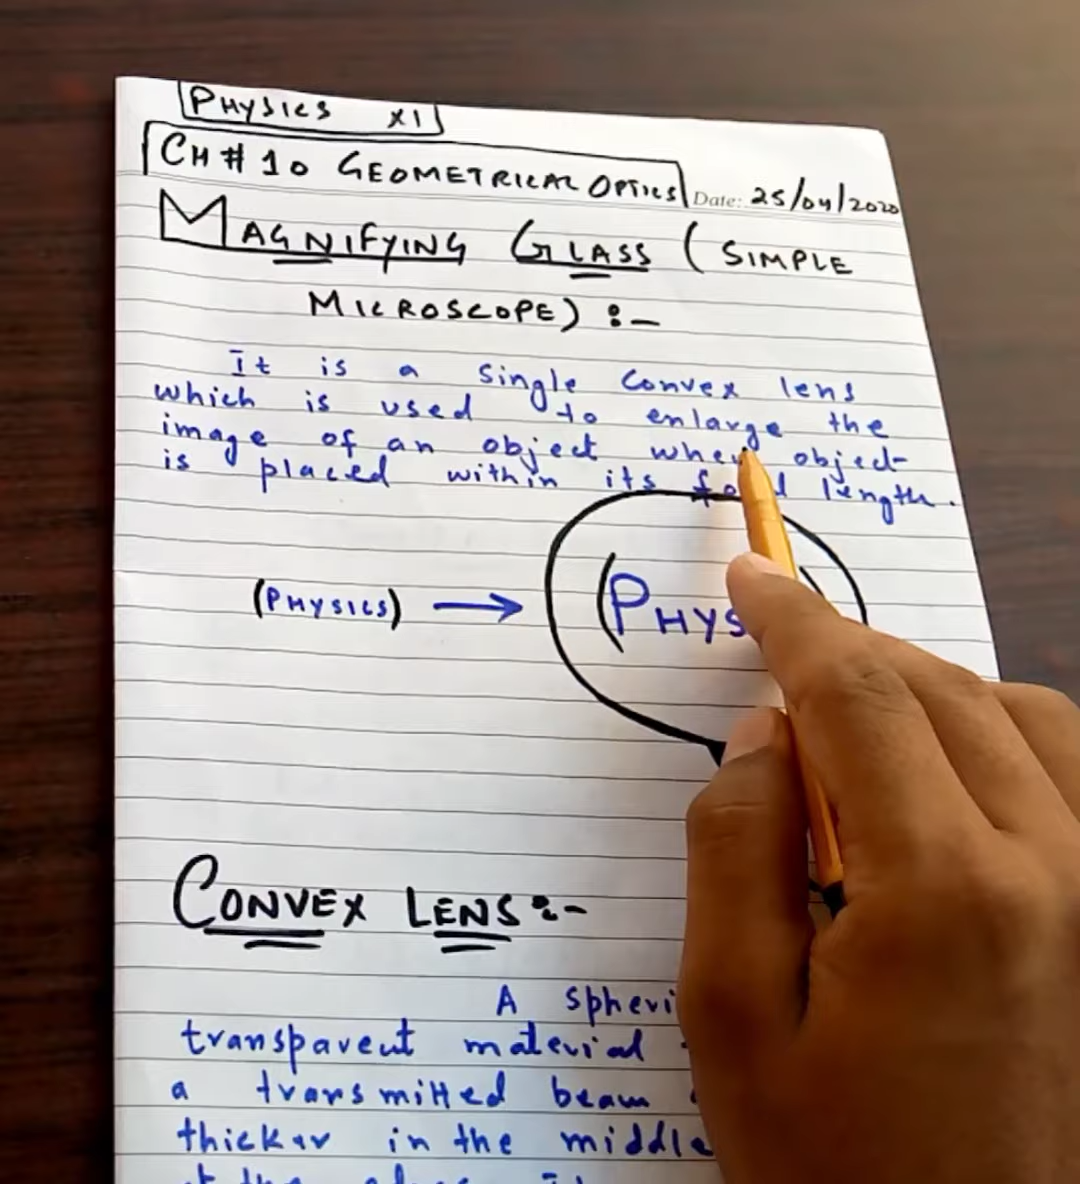 PHYSICS XI
CH # 10 GEOMETRICAL OPTICS Date: 25/04/2020
MAGNIFYING GLASS (SIMPLE
MICROSCOPE) :-
It is a single convex lens
which is used to enlarge the
image of an object when object
is placed within its length.
(PHYSICS) → (PHYS
CONVEX LENS :-
A spheri
transparent material
a transmitted beam
thicker in the middle